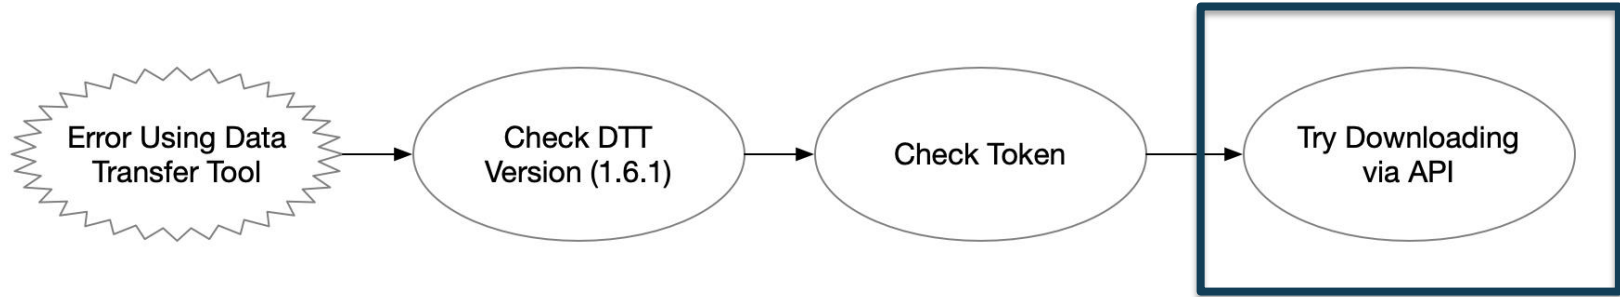 Error Using Data
Transfer Tool
Check DTT
Version (1.6.1)
Check Token
Try Downloading
via API